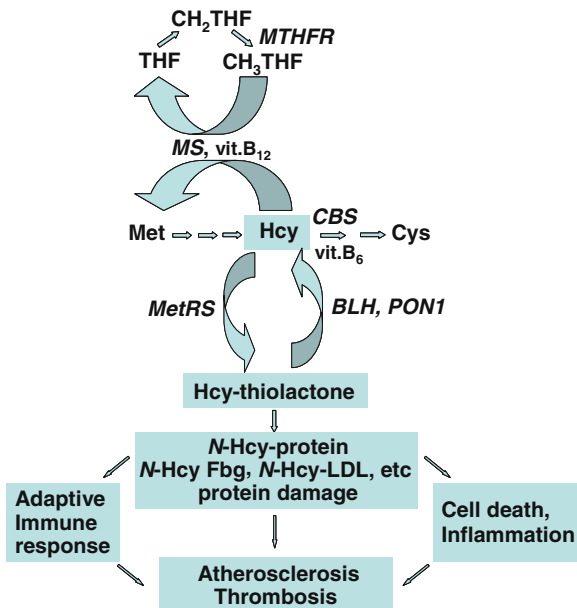 CH₂THF
MTHFR
THF
CH₃THF
MS, vit.B₁₂
CBS
Met
Hcy
Cys
vit.B₆
MetRS
BLH, PON1
Hcy-thiolactone
N-Hcy-protein
N-Hcy Fbg, N-Hcy-LDL, etc
protein damage
Adaptive
Immune
response
Cell death,
Inflammation
Atherosclerosis
Thrombosis